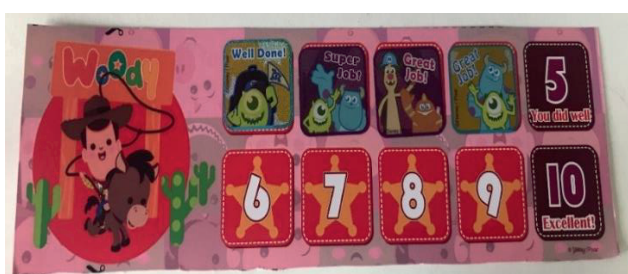 Woody
Well Done!
Super Job!
Great Job!
Great Job!
5
You did well
6
7
8
9
10
Excellent!